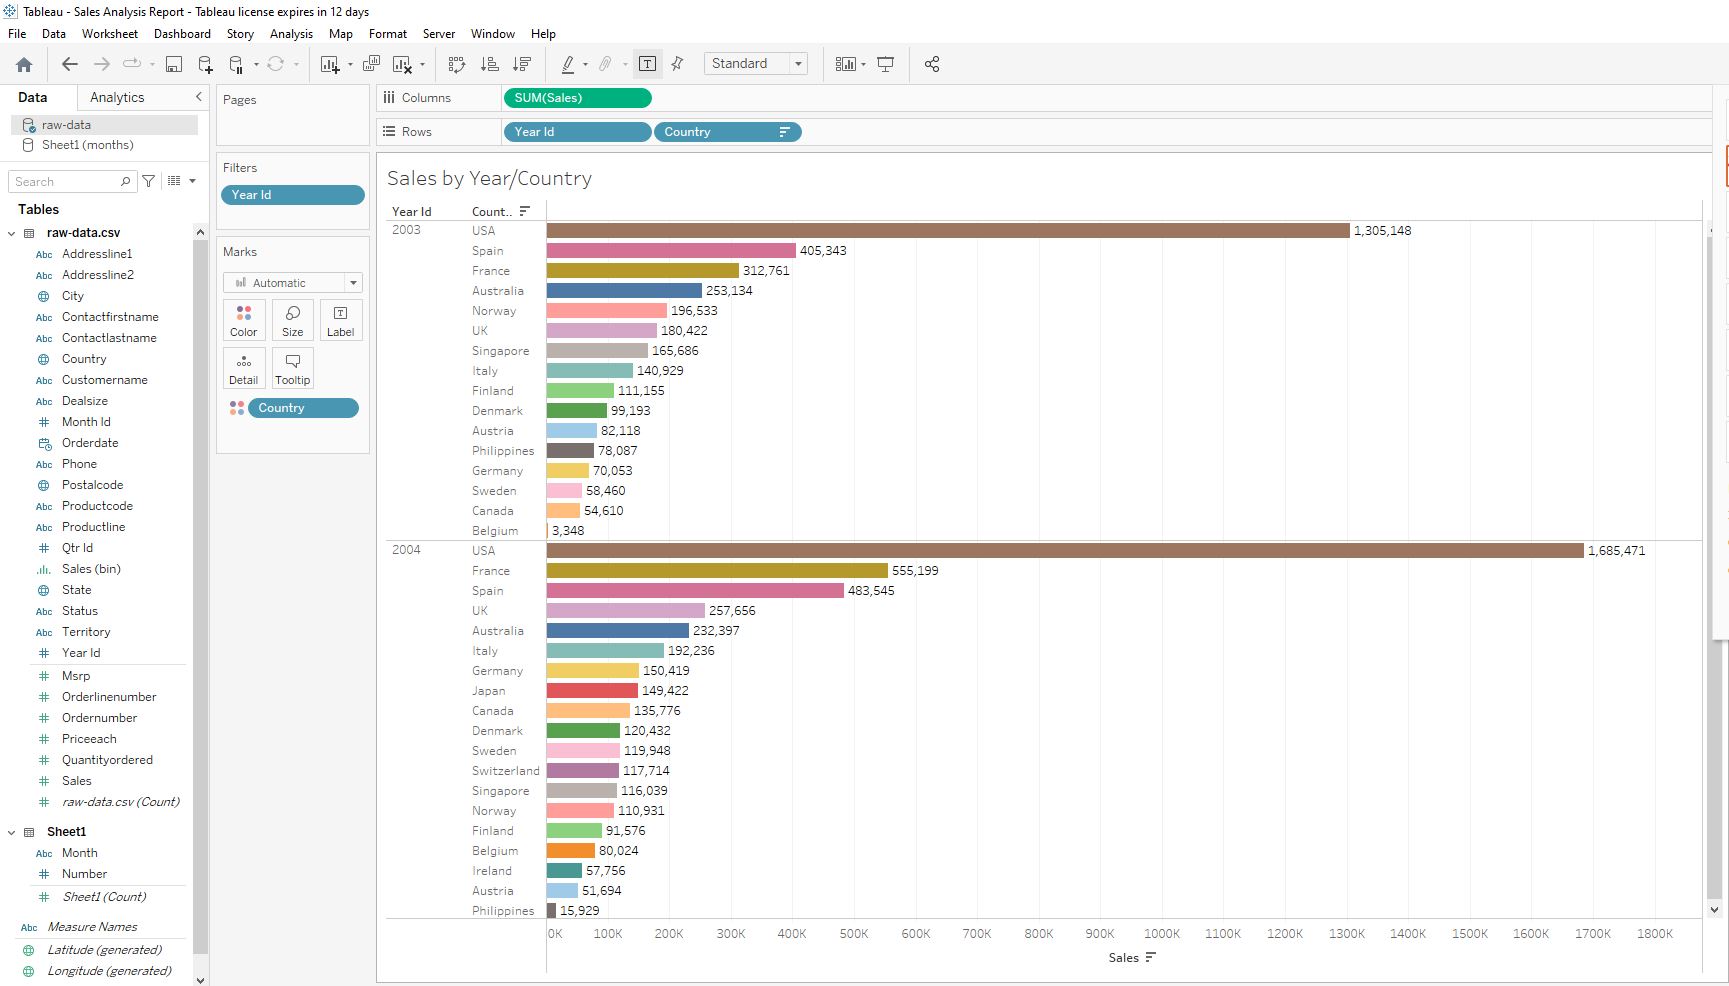 Tableau - Sales Analysis Report - Tableau license expires in 12 days
File Data Worksheet Dashboard Story Analysis Map Format Server Window Help
Standard
Data Analytics
raw-data
Sheet1 (months)
Search
Tables
raw-data.csv
Abc Addressline1
Abc Addressline2
City
Abc Contactfirstname
Abc Contactlastname
Country
Abc Customername
Abc Dealsize
# Month Id
Orderdate
Abc Phone
Postalcode
Abc Productcode
Abc Productline
# Qtr Id
Sales (bin)
State
Abc Status
Abc Territory
# Year Id
# Msrp
# Orderlinenumber
# Ordernumber
# Priceeach
# Quantityordered
# Sales
# raw-data.csv (Count)
Sheet1
Abc Month
# Number
# Sheet1 (Count)
Abc Measure Names
Latitude (generated)
Longitude (generated)
Pages
Filters
Year Id
Marks
Automatic
Color Size Label
Detail Tooltip
Country
Columns SUM(Sales)
Rows Year Id Country
Sales by Year/Country
Year Id Count..
2003 USA 1,305,148
Spain 405,343
France 312,761
Australia 253,134
Norway 196,533
UK 180,422
Singapore 165,686
Italy 140,929
Finland 111,155
Denmark 99,193
Austria 82,118
Philippines 78,087
Germany 70,053
Sweden 58,460
Canada 54,610
Belgium 3,348
2004 USA 1,685,471
France 555,199
Spain 483,545
UK 257,656
Australia 232,397
Italy 192,236
Germany 150,419
Japan 149,422
Canada 135,776
Denmark 120,432
Sweden 119,948
Switzerland 117,714
Singapore 116,039
Norway 110,931
Finland 91,576
Belgium 80,024
Ireland 57,756
Austria 51,694
Philippines 15,929
0K 100K 200K 300K 400K 500K 600K 700K 800K 900K 1000K 1100K 1200K 1300K 1400K 1500K 1600K 1700K 1800K
Sales